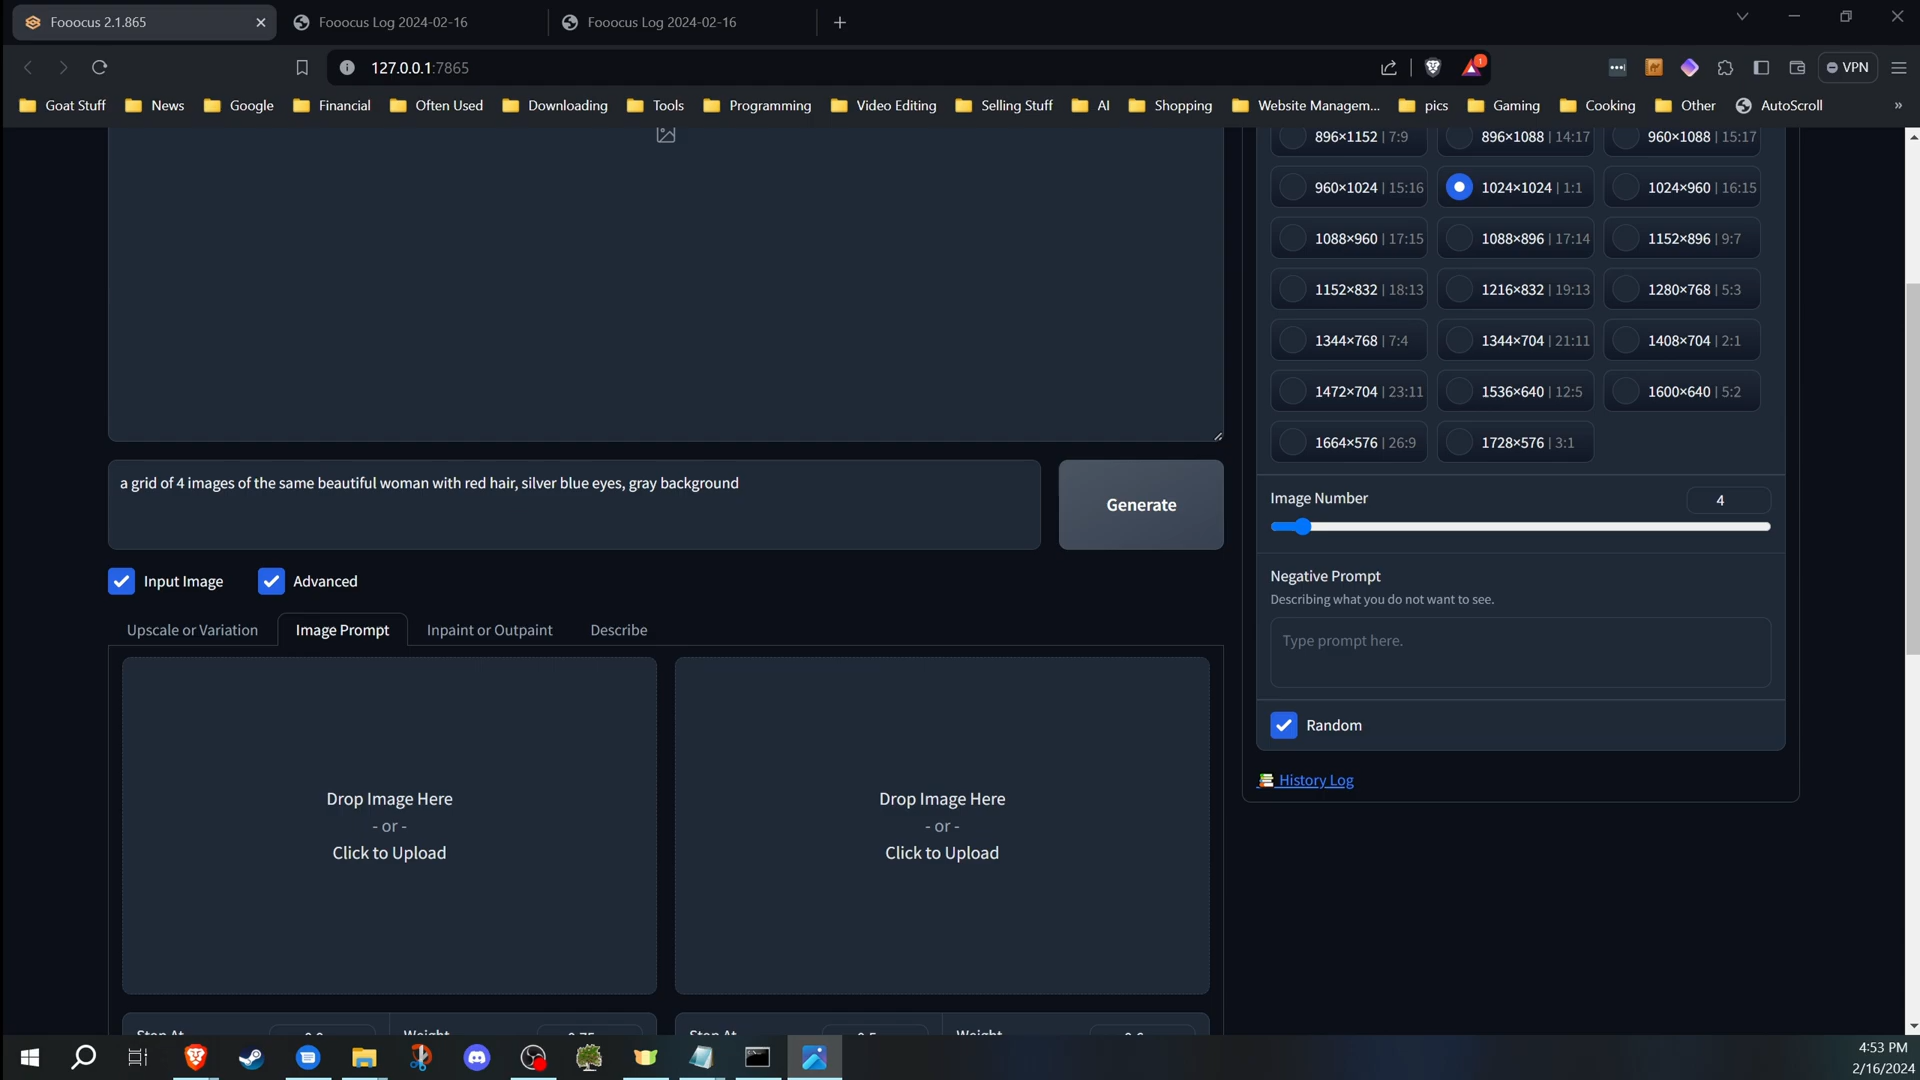 Fooocus 2.1.865
Fooocus Log 2024-02-16
Fooocus Log 2024-02-16
127.0.0.1:7865
1
VPN
Goat Stuff
News
Google
Financial
Often Used
Downloading
Tools
Programming
Video Editing
Selling Stuff
AI
Shopping
Website Managem...
pics
Gaming
Cooking
Other
AutoScroll
»
896×1152 | 7:9
896×1088 | 14:17
960×1088 | 15:17
960×1024 | 15:16
1024×1024 | 1:1
1024×960 | 16:15
1088×960 | 17:15
1088×896 | 17:14
1152×896 | 9:7
1152×832 | 18:13
1216×832 | 19:13
1280×768 | 5:3
1344×768 | 7:4
1344×704 | 21:11
1408×704 | 2:1
1472×704 | 23:11
1536×640 | 12:5
1600×640 | 5:2
1664×576 | 26:9
1728×576 | 3:1
a grid of 4 images of the same beautiful woman with red hair, silver blue eyes, gray background
Generate
Image Number
4
Input Image
Advanced
Negative Prompt
Describing what you do not want to see.
Type prompt here.
Upscale or Variation
Image Prompt
Inpaint or Outpaint
Describe
Random
History Log
Drop Image Here
- or -
Click to Upload
Drop Image Here
- or -
Click to Upload
Stop At
Weight
Stop At
Weight
4:53 PM
2/16/2024